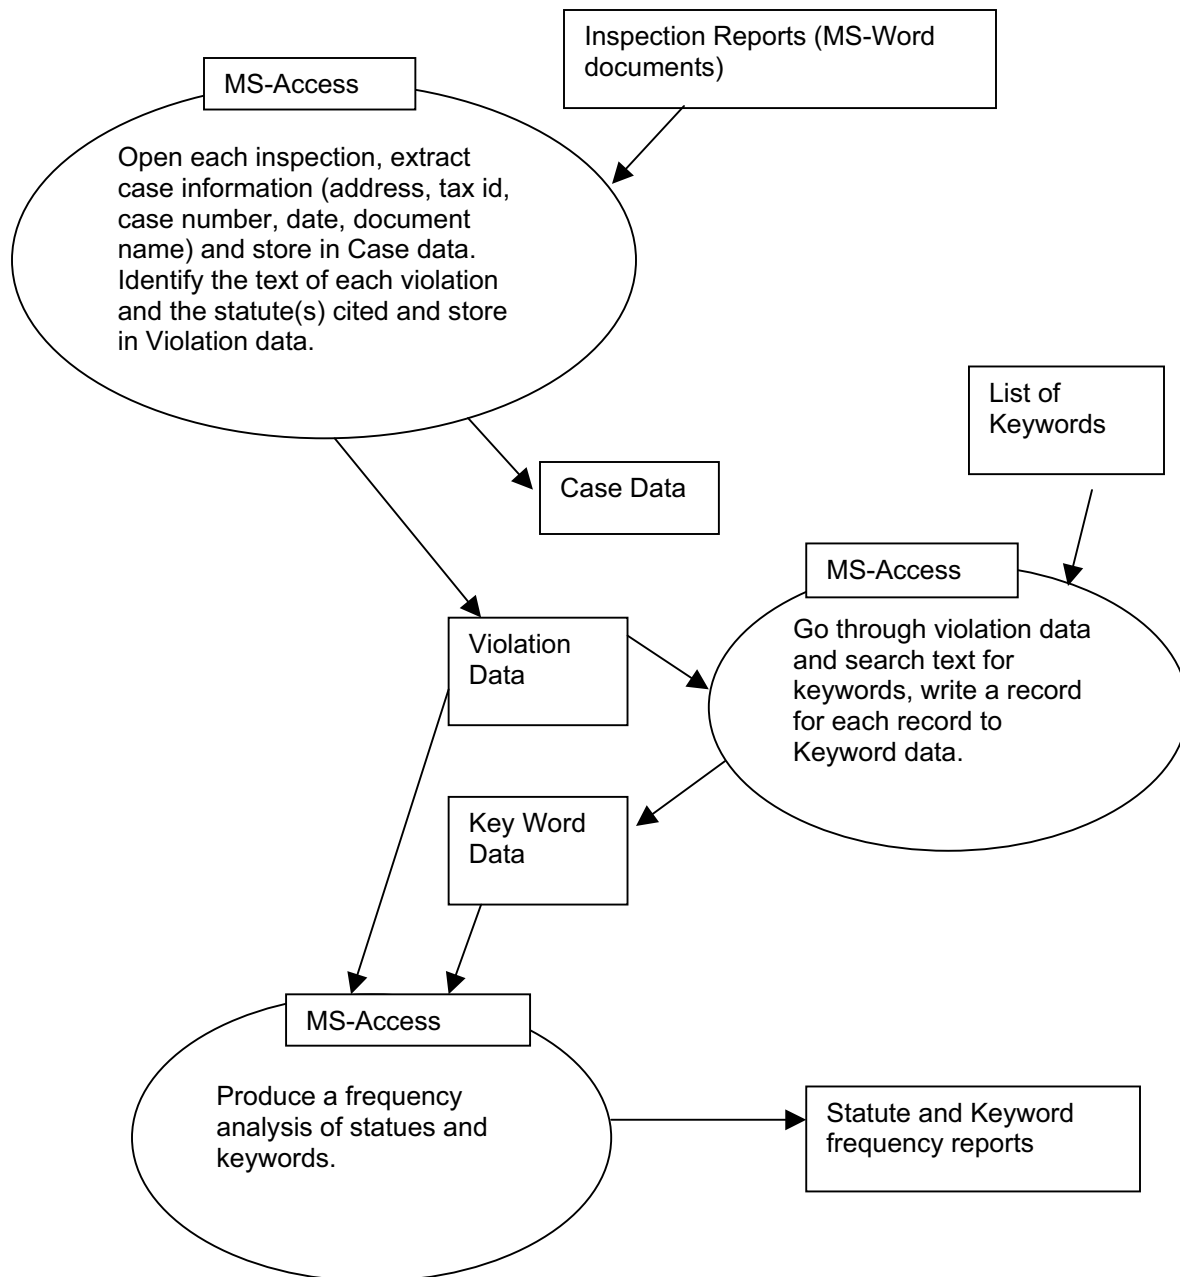 Inspection Reports (MS-Word
documents)
MS-Access
Open each inspection, extract
case information (address, tax id,
case number, date, document
name) and store in Case data.
Identify the text of each violation
and the statute(s) cited and store
in Violation data.
List of
Keywords
Case Data
MS-Access
Go through violation data
and search text for
keywords, write a record
for each record to
Keyword data.
Violation
Data
Key Word
Data
MS-Access
Produce a frequency
analysis of statues and
keywords.
Statute and Keyword
frequency reports